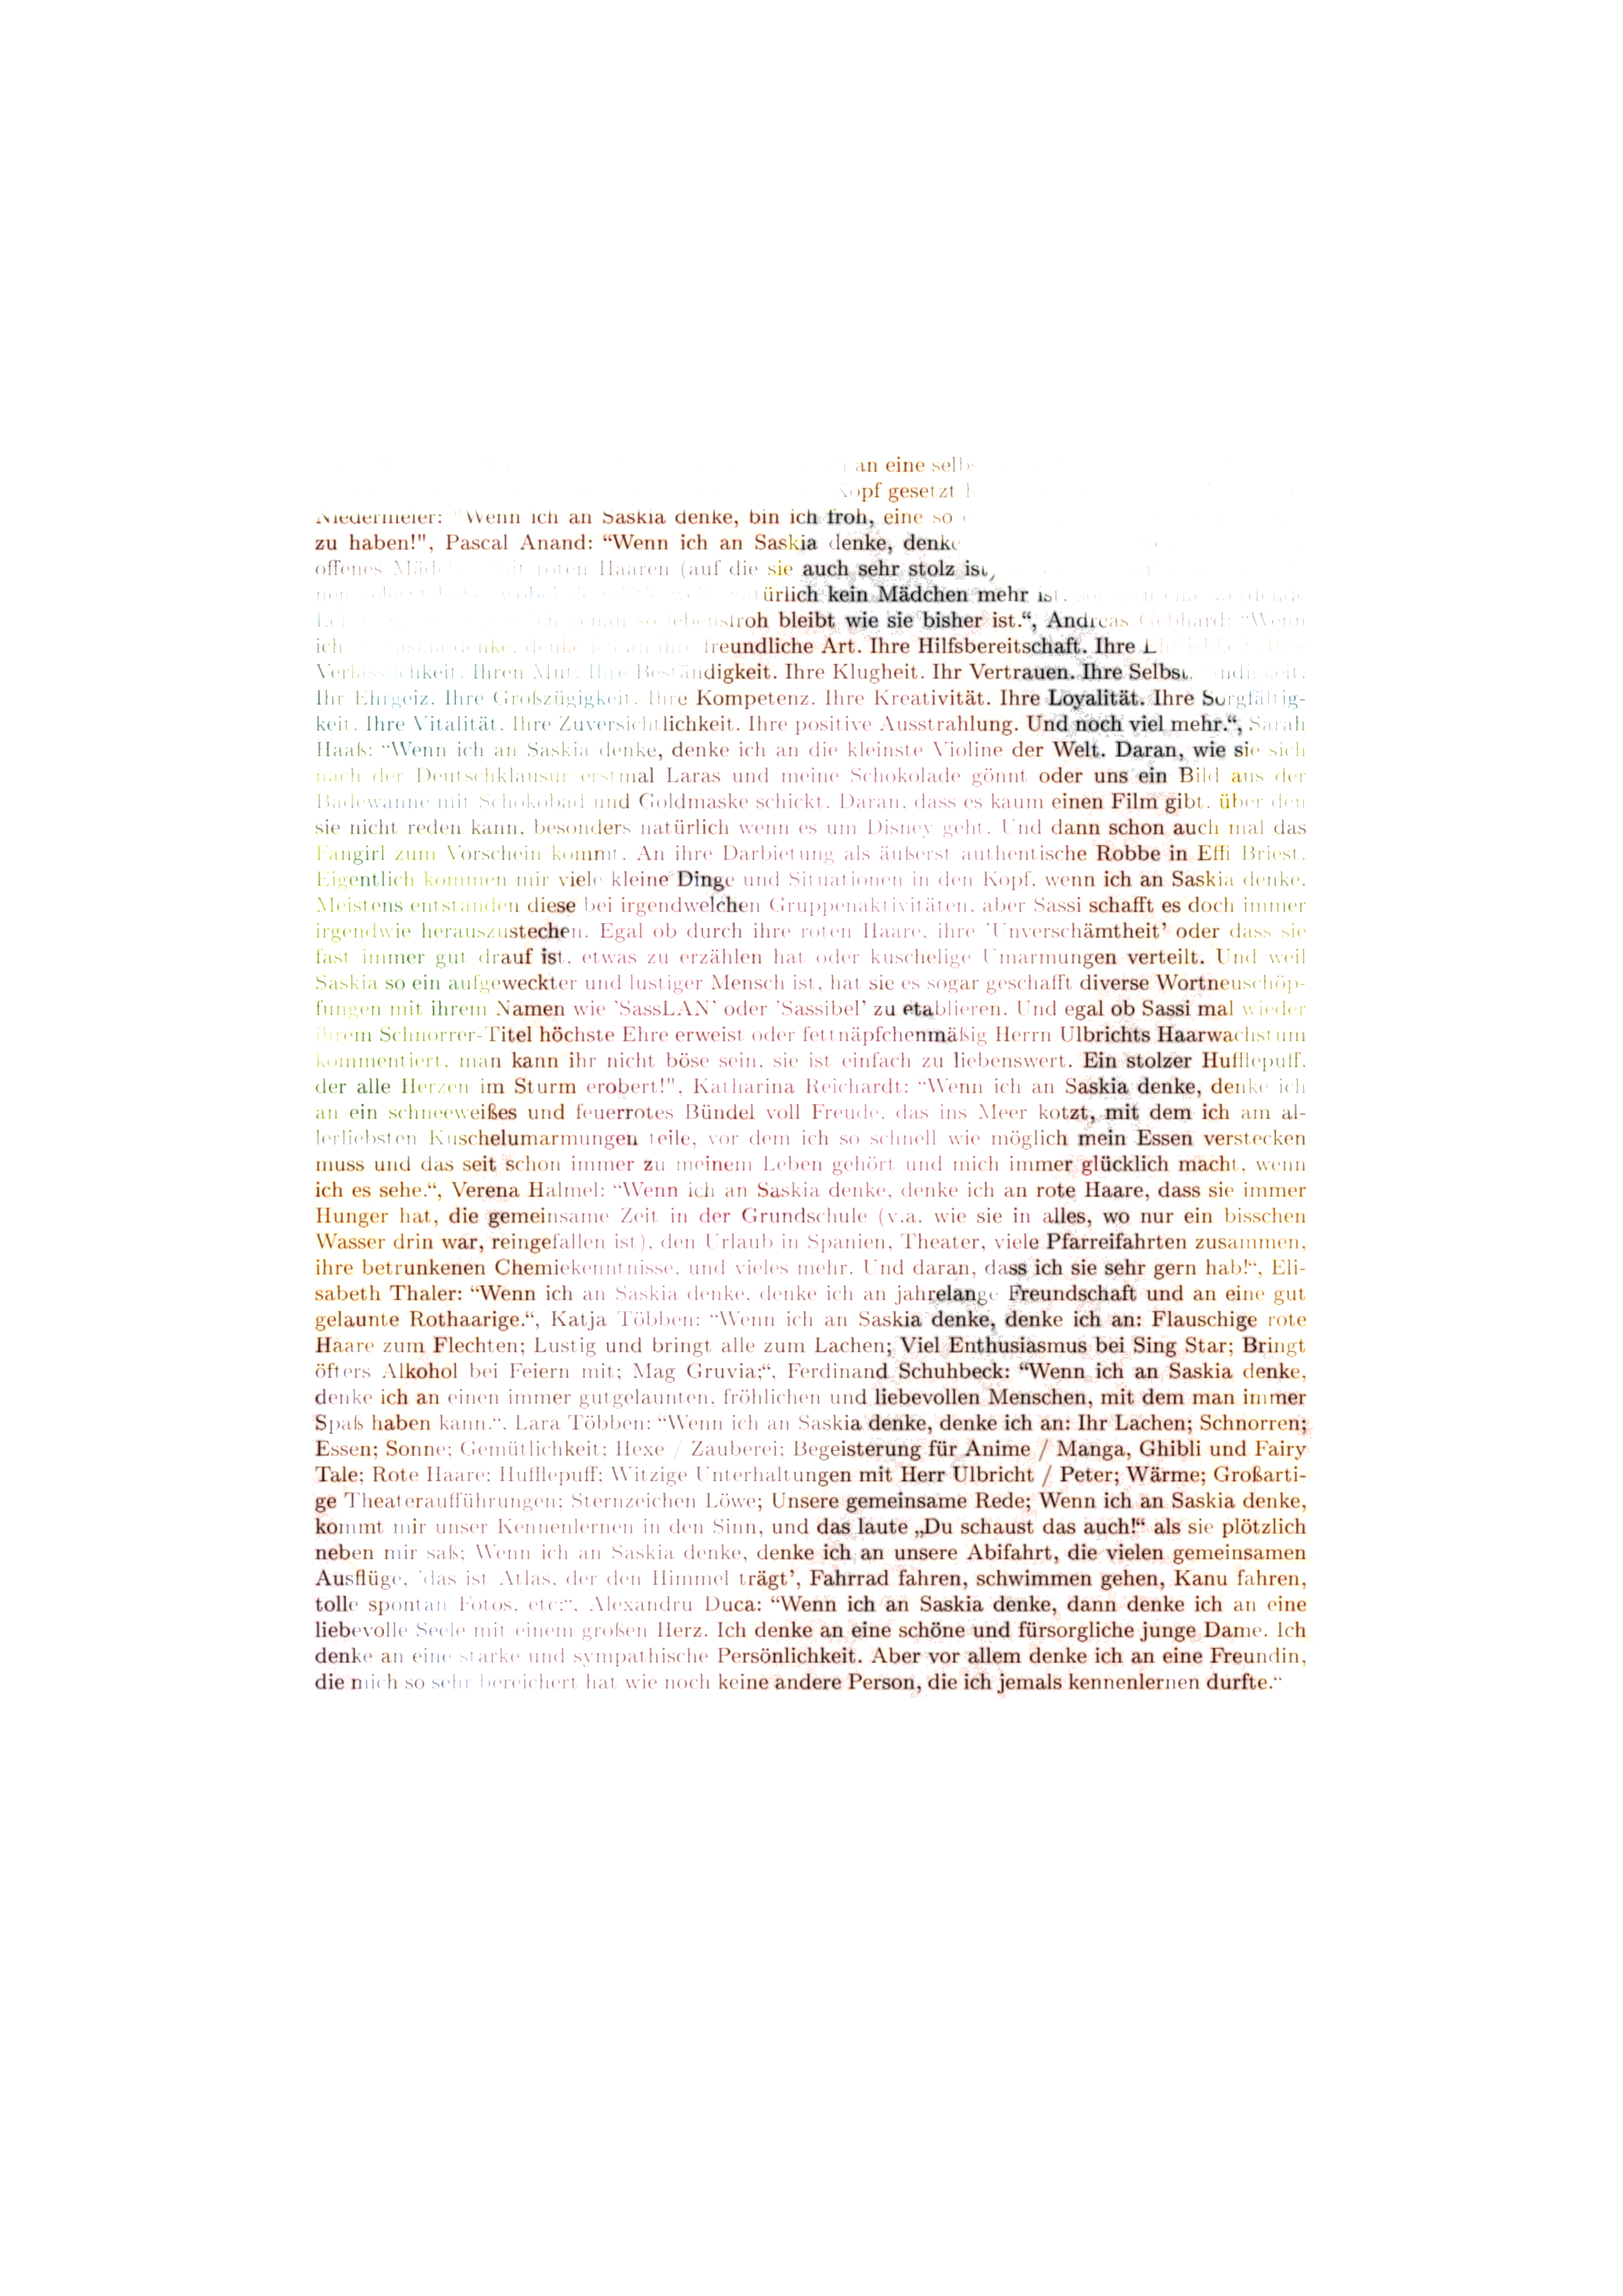 an eine
gesetzt
Niedermeier: "Wenn ich an Saskia denke, bin ich froh, eine so
zu haben!", Pascal Anand: “Wenn ich an Saskia denke, denke
offenes roten Haaren (auf die sie auch sehr stolz ist,
kein Mädchen mehr ist,
bleibt wie sie bisher ist.“, Andreas Gebhard: “Wenn
ich denke, denke ich an ihre freundliche Art. Ihre Hilfsbereitschaft. Ihre
Verlässlichkeit. Ihren Mut. Ihre Beständigkeit. Ihre Klugheit. Ihr Vertrauen. Ihre
Ihr Ehrgeiz. Ihre Großzügigkeit. Ihre Kompetenz. Ihre Kreativität. Ihre Loyalität. Ihre Sorgfältig-
keit. Ihre Vitalität. Ihre Zuversichtlichkeit. Ihre positive Ausstrahlung. Und noch viel mehr.“, Sarah
Haaß: “Wenn ich an Saskia denke, denke ich an die kleinste Violine der Welt. Daran, wie sie sich
nach der Deutschklausur erstmal Laras und meine Schokolade gönnt oder uns ein Bild aus der
Badewanne mit Schokobad und Goldmaske schickt. Daran, dass es kaum einen Film gibt, über den
sie nicht reden kann, besonders natürlich wenn es um Disney geht. Und dann schon auch mal das
Fangirl zum Vorschein kommt. An ihre Darbietung als äußerst authentische Robbe in Effi Briest.
Eigentlich kommen mir viele kleine Dinge und Situationen in den Kopf, wenn ich an Saskia denke.
Meistens entstanden diese bei irgendwelchen Gruppenaktivitäten, aber Sassi schafft es doch immer
irgendwie herauszustechen. Egal ob durch ihre roten Haare, ihre 'Unverschämtheit’ oder dass sie
fast immer gut drauf ist, etwas zu erzählen hat oder kuschelige Umarmungen verteilt. Und weil
Saskia so ein aufgeweckter und lustiger Mensch ist, hat sie es sogar geschafft diverse Wortneuschöp-
fungen mit ihrem Namen wie 'SassLAN’ oder 'Sassibel’ zu etablieren. Und egal ob Sassi mal wieder
ihrem Schnorrer-Titel höchste Ehre erweist oder fettnäpfchenmäßig Herrn Ulbrichts Haarwachstum
kommentiert, man kann ihr nicht böse sein, sie ist einfach zu liebenswert. Ein stolzer Hufflepuff,
der alle Herzen im Sturm erobert!", Katharina Reichardt: “Wenn ich an Saskia denke, denke ich
an ein schneeweißes und feuerrotes Bündel voll Freude, das ins Meer kotzt, mit dem ich am al-
lerliebsten Kuschelumarmungen teile, vor dem ich so schnell wie möglich mein Essen verstecken
muss und das seit schon immer zu meinem Leben gehört und mich immer glücklich macht, wenn
ich es sehe.“, Verena Halmel: “Wenn ich an Saskia denke, denke ich an rote Haare, dass sie immer
Hunger hat, die gemeinsame Zeit in der Grundschule (v.a. wie sie in alles, wo nur ein bisschen
Wasser drin war, reingefallen ist), den Urlaub in Spanien, Theater, viele Pfarreifahrten zusammen,
ihre betrunkenen Chemiekenntnisse, und vieles mehr. Und daran, dass ich sie sehr gern hab!“, Eli-
sabeth Thaler: “Wenn ich an Saskia denke, denke ich an jahrelange Freundschaft und an eine gut
gelaunte Rothaarige.“, Katja Többen: “Wenn ich an Saskia denke, denke ich an: Flauschige rote
Haare zum Flechten; Lustig und bringt alle zum Lachen; Viel Enthusiasmus bei Sing Star; Bringt
öfters Alkohol bei Feiern mit; Mag Gruvia;“, Ferdinand Schuhbeck: “Wenn ich an Saskia denke,
denke ich an einen immer gutgelaunten, fröhlichen und liebevollen Menschen, mit dem man immer
Spaß haben kann.“, Lara Többen: “Wenn ich an Saskia denke, denke ich an: Ihr Lachen; Schnorren;
Essen; Sonne; Gemütlichkeit; Hexe / Zauberei; Begeisterung für Anime / Manga, Ghibli und Fairy
Tale; Rote Haare; Hufflepuff; Witzige Unterhaltungen mit Herr Ulbricht / Peter; Wärme; Großarti-
ge Theateraufführungen; Sternzeichen Löwe; Unsere gemeinsame Rede; Wenn ich an Saskia denke,
kommt mir unser Kennenlernen in den Sinn, und das laute „Du schaust das auch!“ als sie plötzlich
neben mir saß; Wenn ich an Saskia denke, denke ich an unsere Abifahrt, die vielen gemeinsamen
Ausflüge, 'das ist Atlas, der den Himmel trägt’, Fahrrad fahren, schwimmen gehen, Kanu fahren,
tolle spontan Fotos, etc;“, Alexandru Duca: “Wenn ich an Saskia denke, dann denke ich an eine
liebevolle Seele mit einem großen Herz. Ich denke an eine schöne und fürsorgliche junge Dame. Ich
denke an eine starke und sympathische Persönlichkeit. Aber vor allem denke ich an eine Freundin,
die mich so sehr bereichert hat wie noch keine andere Person, die ich jemals kennenlernen durfte.“